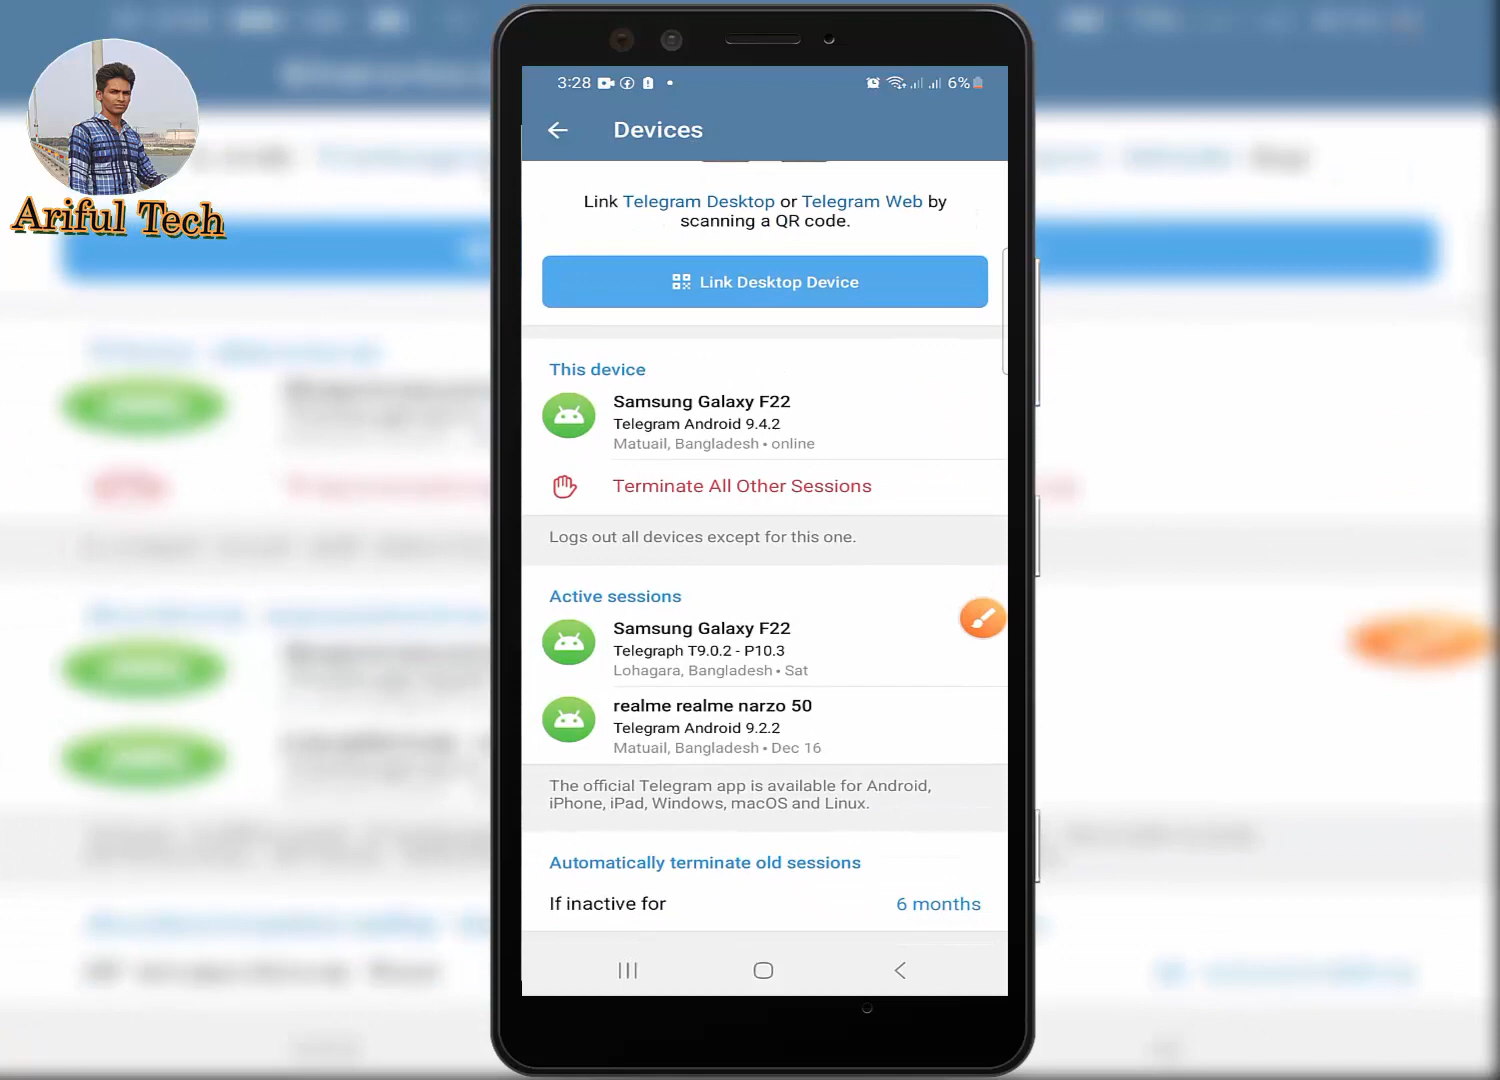 Ariful Tech
3:28
6%
Devices
Link Telegram Desktop or Telegram Web by
scanning a QR code.
Link Desktop Device
This device
Samsung Galaxy F22
Telegram Android 9.4.2
Matuail, Bangladesh • online
Terminate All Other Sessions
Logs out all devices except for this one.
Active sessions
Samsung Galaxy F22
Telegraph T9.0.2 - P10.3
Lohagara, Bangladesh • Sat
realme realme narzo 50
Telegram Android 9.2.2
Matuail, Bangladesh • Dec 16
The official Telegram app is available for Android,
iPhone, iPad, Windows, macOS and Linux.
Automatically terminate old sessions
If inactive for
6 months